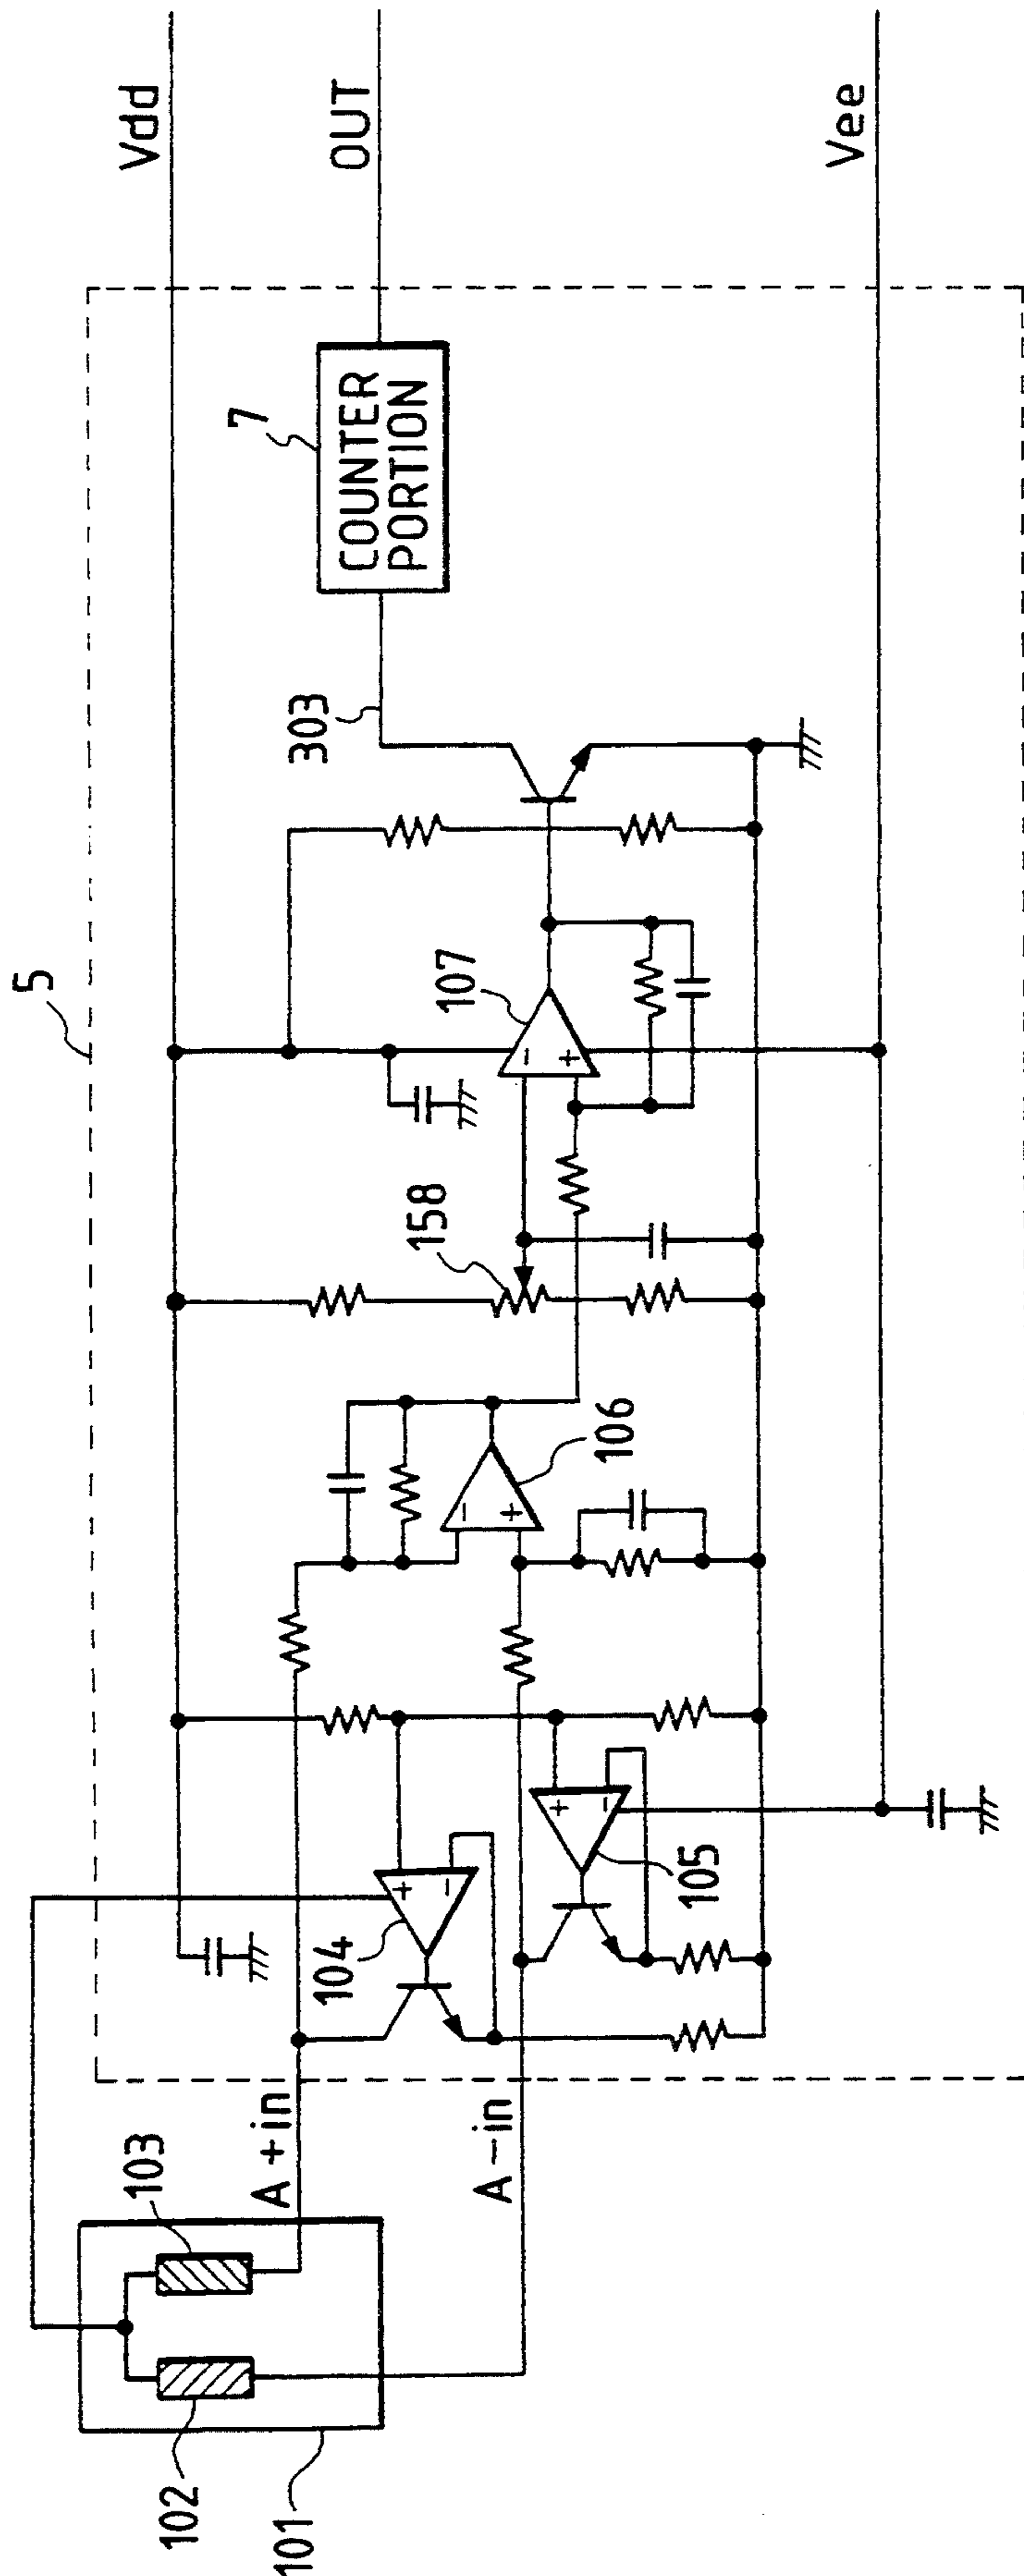 5
Vdd
OUT
Vee
7
COUNTER
PORTION
303
107
−
+
158
106
−
+
104
+
−
105
+
−
A+in
A−in
103
102
101